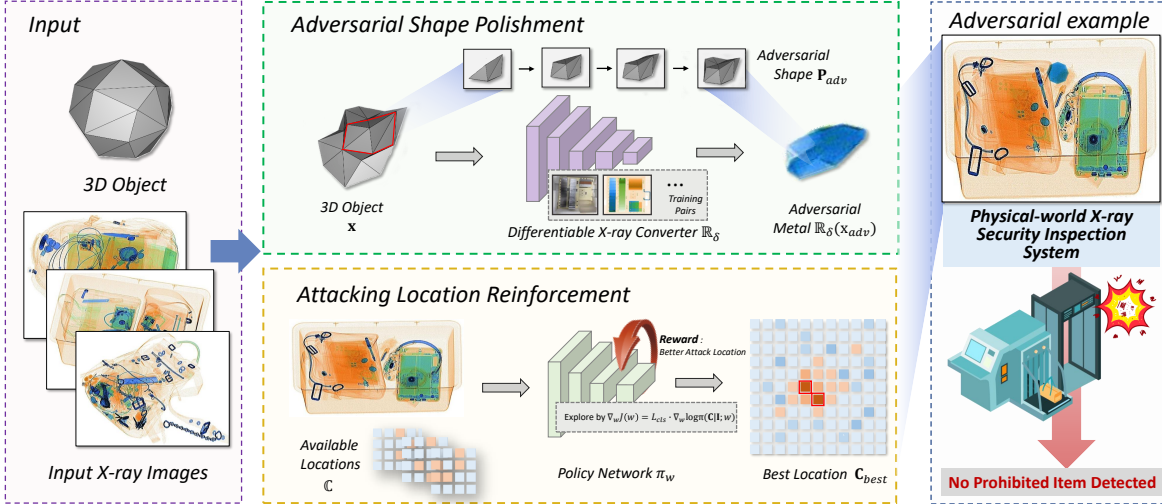 Input
3D Object
Input X-ray Images
Adversarial Shape Polishment
Adversarial
Shape P_adv
3D Object
x
•••
Training
Pairs
Differentiable X-ray Converter ℝ_δ
Adversarial
Metal ℝ_δ(x_adv)
Attacking Location Reinforcement
Available
Locations
ℂ
Reward :
Better Attack Location
Explore by ∇_w J(w) = L_cls · ∇_w logπ(C|I; w)
Policy Network π_w
Best Location C_best
Adversarial example
Physical-world X-ray
Security Inspection
System
No Prohibited Item Detected